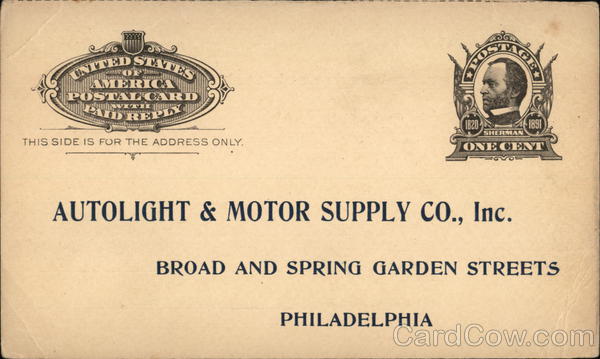 UNITED STATES
OF
AMERICA
POSTAL CARD
WITH
PAID REPLY
THIS SIDE IS FOR THE ADDRESS ONLY.
POSTAGE
1820 1891
SHERMAN
ONE CENT
AUTOLIGHT & MOTOR SUPPLY CO., Inc.
BROAD AND SPRING GARDEN STREETS
PHILADELPHIA
CardCow.com